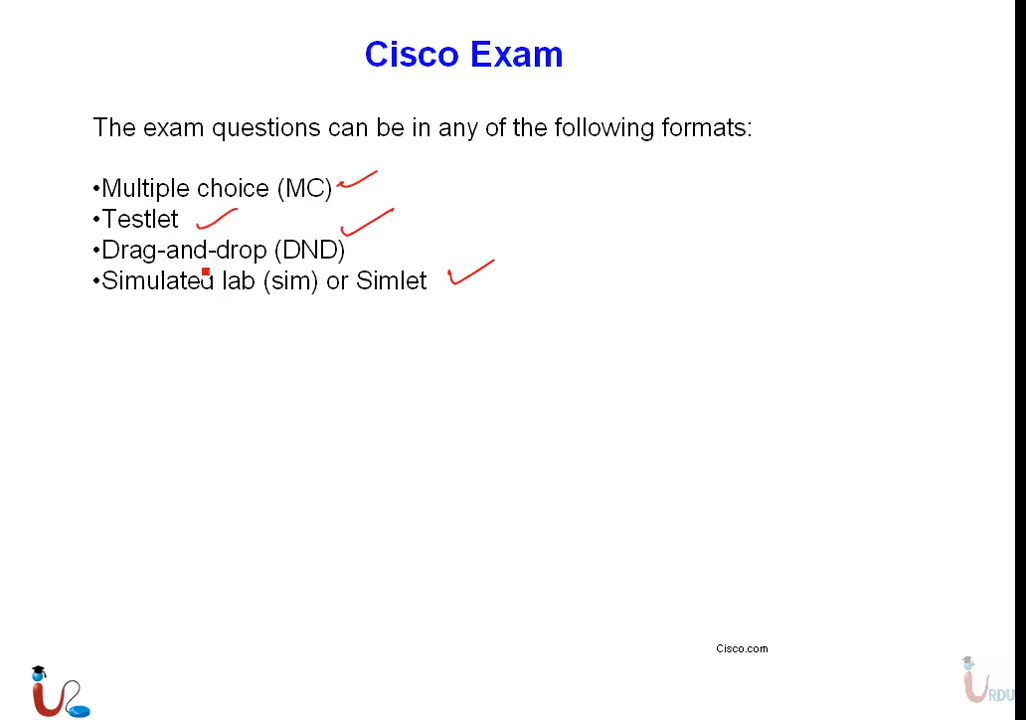 Cisco Exam
The exam questions can be in any of the following formats:
•Multiple choice (MC)
•Testlet
•Drag-and-drop (DND)
•Simulated lab (sim) or Simlet
Cisco.com
URDU